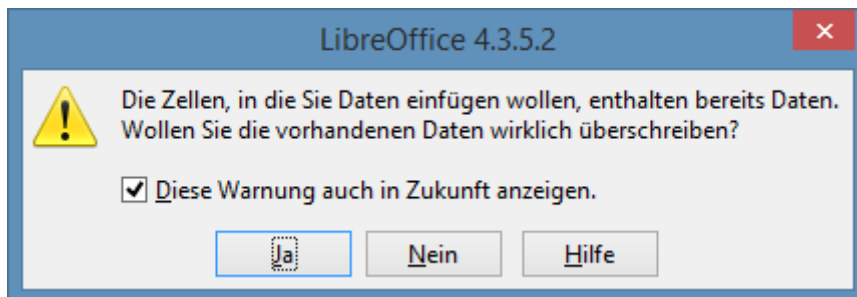 LibreOffice 4.3.5.2
Die Zellen, in die Sie Daten einfügen wollen, enthalten bereits Daten.
Wollen Sie die vorhandenen Daten wirklich überschreiben?
Diese Warnung auch in Zukunft anzeigen.
Ja Nein Hilfe